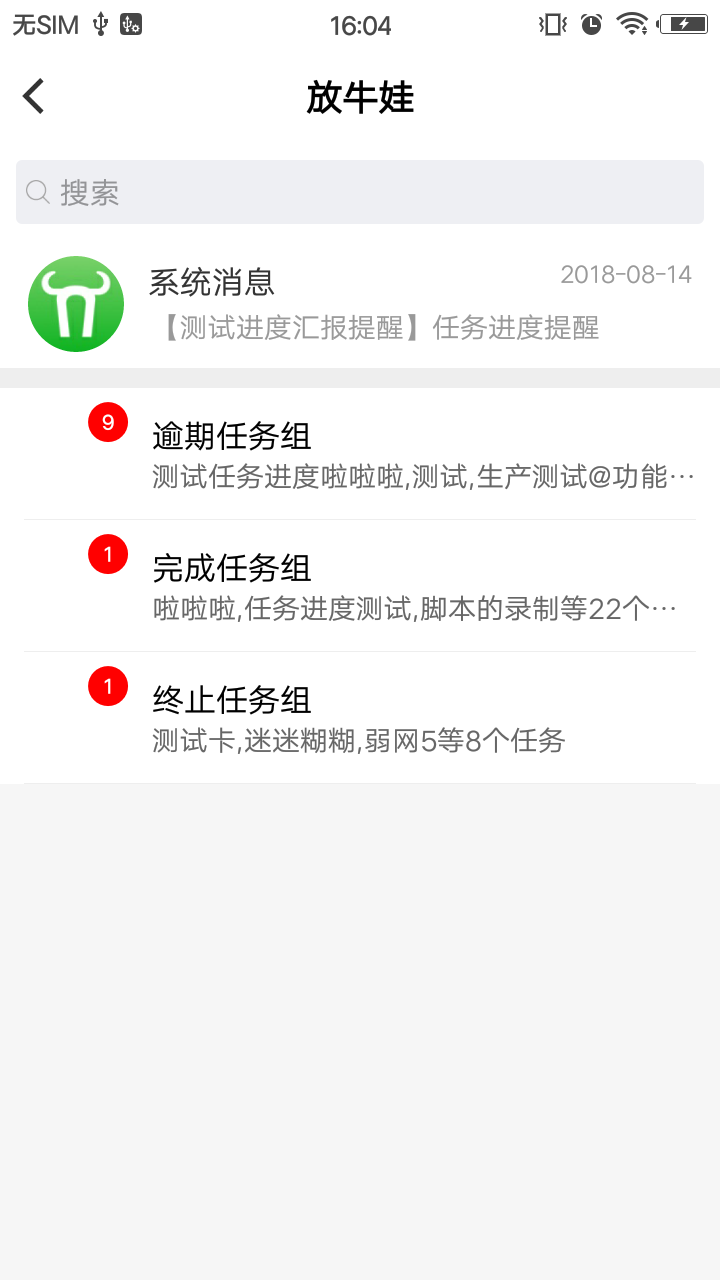 无SIM 16:04
放牛娃
搜索
系统消息 2018-08-14
【测试进度汇报提醒】任务进度提醒
9 逾期任务组
测试任务进度啦啦啦,测试,生产测试@功能…
1 完成任务组
啦啦啦,任务进度测试,脚本的录制等22个…
1 终止任务组
测试卡,迷迷糊糊,弱网5等8个任务